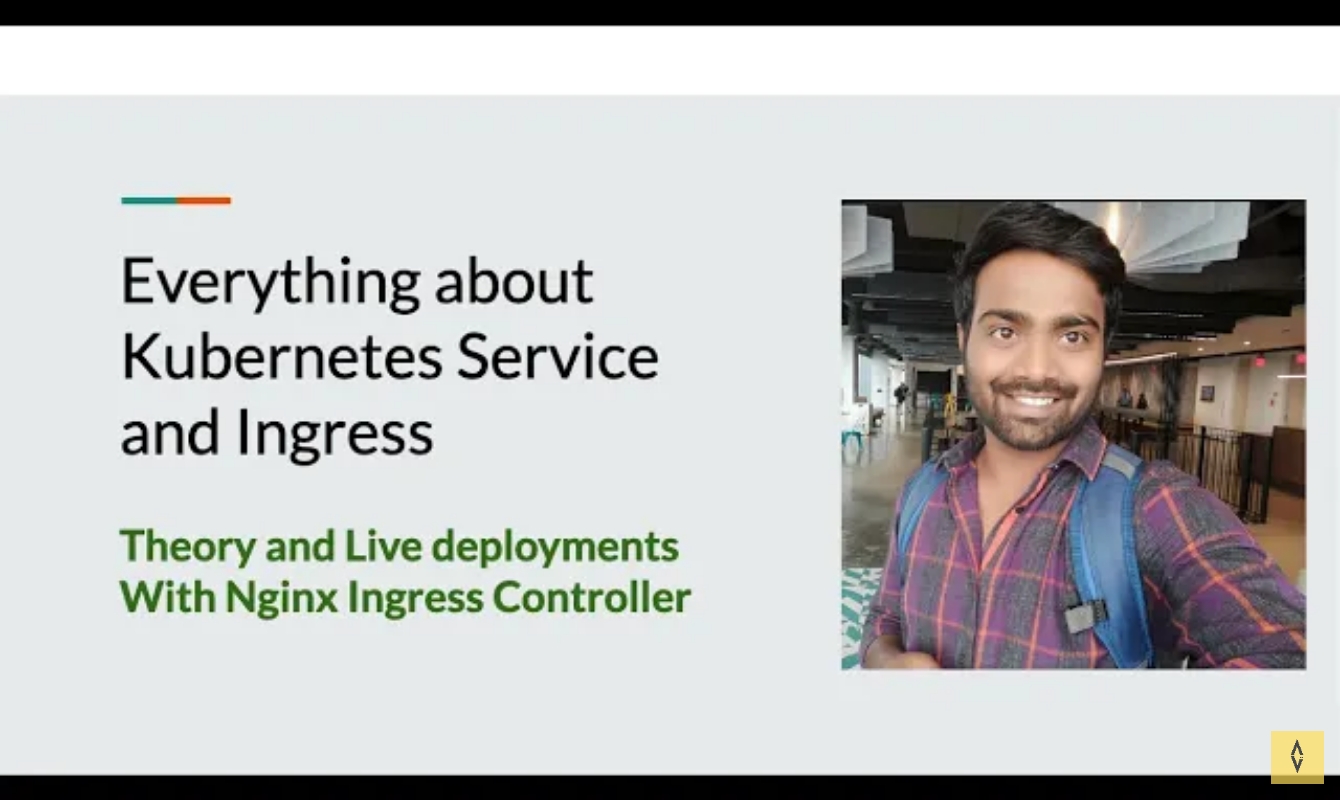 Everything about
Kubernetes Service
and Ingress
Theory and Live deployments
With Nginx Ingress Controller